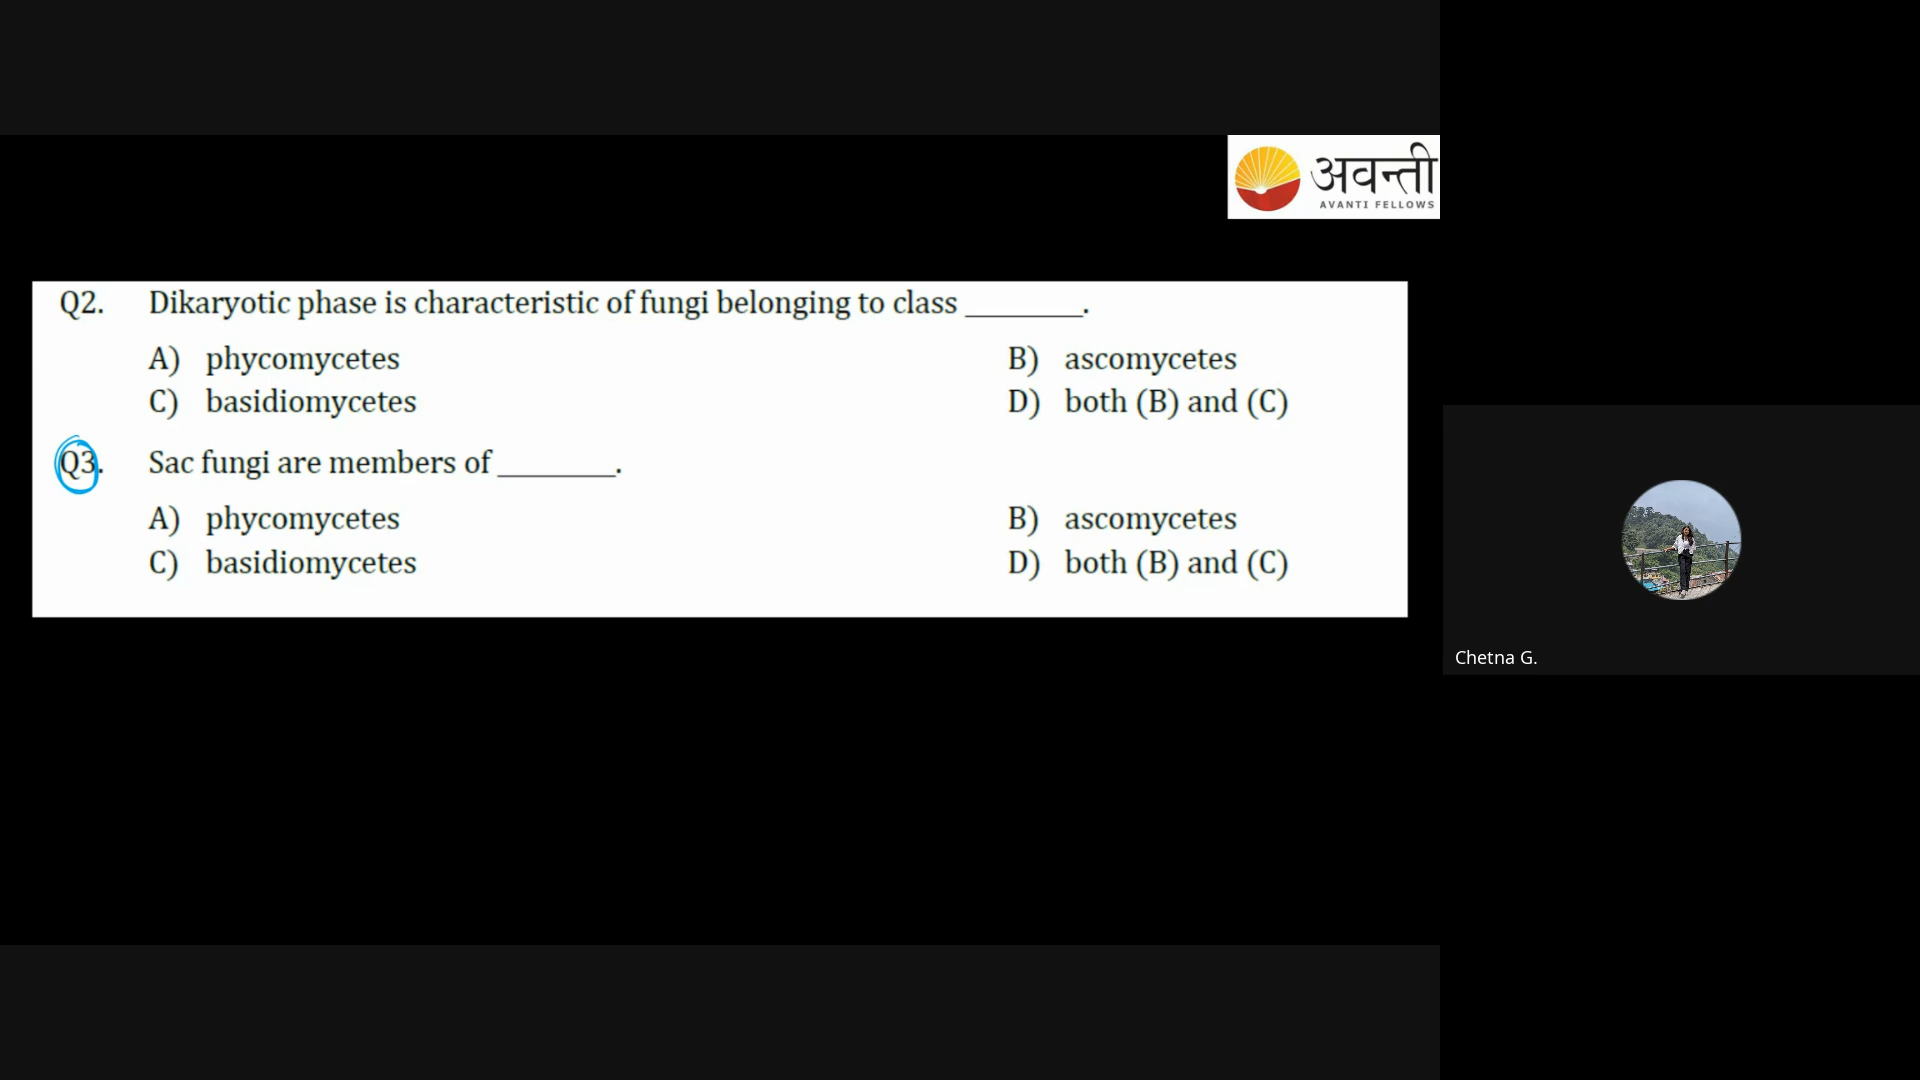 अवन्ती
AVANTI FELLOWS
Q2. Dikaryotic phase is characteristic of fungi belonging to class ________.
A) phycomycetes B) ascomycetes
C) basidiomycetes D) both (B) and (C)
Q3. Sac fungi are members of ________.
A) phycomycetes B) ascomycetes
C) basidiomycetes D) both (B) and (C)
Chetna G.